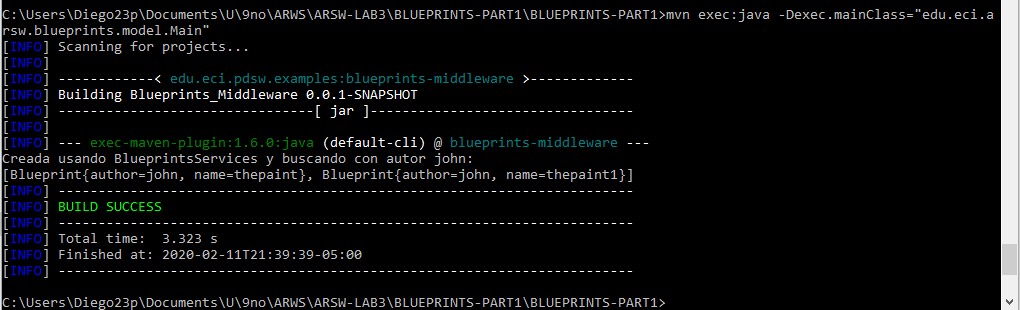 C:\Users\Diego23p\Documents\U\9no\ARWS\ARSW-LAB3\BLUEPRINTS-PART1\BLUEPRINTS-PART1>mvn exec:java -Dexec.mainClass="edu.eci.a
rsw.blueprints.model.Main"
[INFO] Scanning for projects...
[INFO]
[INFO] ------------< edu.eci.pdsw.examples:blueprints-middleware >-------------
[INFO] Building Blueprints_Middleware 0.0.1-SNAPSHOT
[INFO] --------------------------------[ jar ]---------------------------------
[INFO]
[INFO] --- exec-maven-plugin:1.6.0:java (default-cli) @ blueprints-middleware ---
Creada usando BlueprintsServices y buscando con autor john:
[Blueprint{author=john, name=thepaint}, Blueprint{author=john, name=thepaint1}]
[INFO] ------------------------------------------------------------------------
[INFO] BUILD SUCCESS
[INFO] ------------------------------------------------------------------------
[INFO] Total time:  3.323 s
[INFO] Finished at: 2020-02-11T21:39:39-05:00
[INFO] ------------------------------------------------------------------------
C:\Users\Diego23p\Documents\U\9no\ARWS\ARSW-LAB3\BLUEPRINTS-PART1\BLUEPRINTS-PART1>